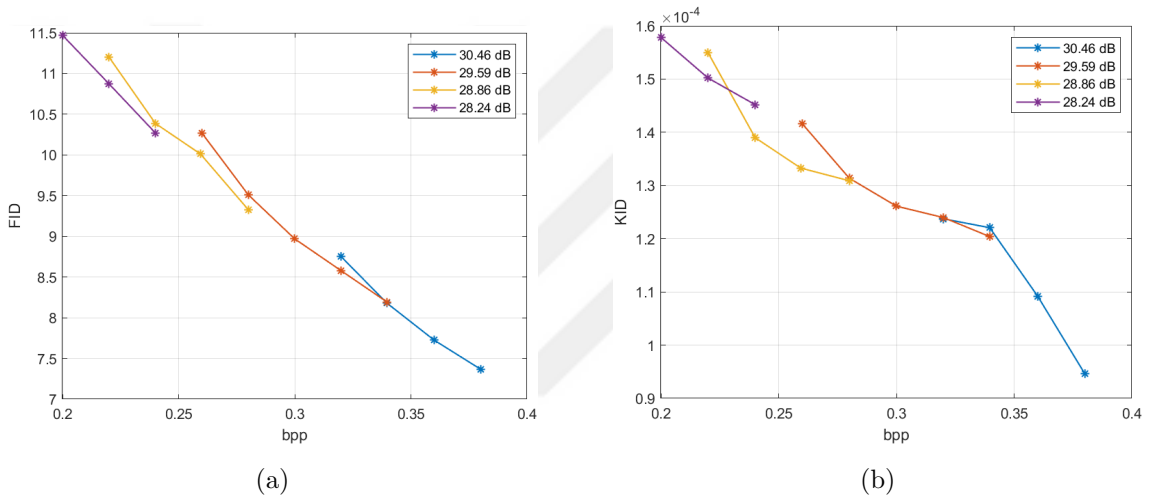 11.5
11
10.5
10
9.5
9
8.5
8
7.5
7
FID
0.2 0.25 0.3 0.35 0.4
bpp
30.46 dB
29.59 dB
28.86 dB
28.24 dB
(a)
×10⁻⁴
1.6
1.5
1.4
1.3
1.2
1.1
1
0.9
KID
0.2 0.25 0.3 0.35 0.4
bpp
30.46 dB
29.59 dB
28.86 dB
28.24 dB
(b)